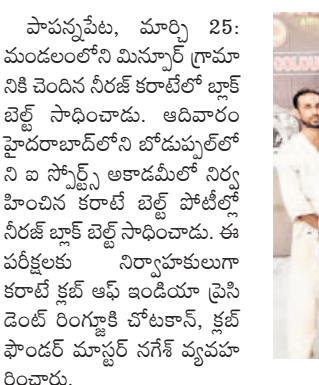 పాపన్నపేట, మార్చి 25:
మండలంలోని మిన్పూర్ గ్రామా
నికి చెందిన నీరజ్ కరాటేలో బ్లాక్
బెల్ట్ సాధించాడు. ఆదివారం
హైదరాబాద్‌లోని బోడుప్పల్‌లో
ని ఐ స్పోర్ట్స్ అకాడమీలో నిర్వ
హించిన కరాటే బెల్ట్ పోటీల్లో
నీరజ్ బ్లాక్ బెల్ట్ సాధించాడు. ఈ
పరీక్షలకు నిర్వాహకులుగా
కరాటే క్లబ్ ఆఫ్ ఇండియా ప్రెసి
డెంట్ రింగ్జూకి చోటకాన్, క్లబ్
ఫౌండర్ మాస్టర్ నగేశ్ వ్యవహ
రించారు.